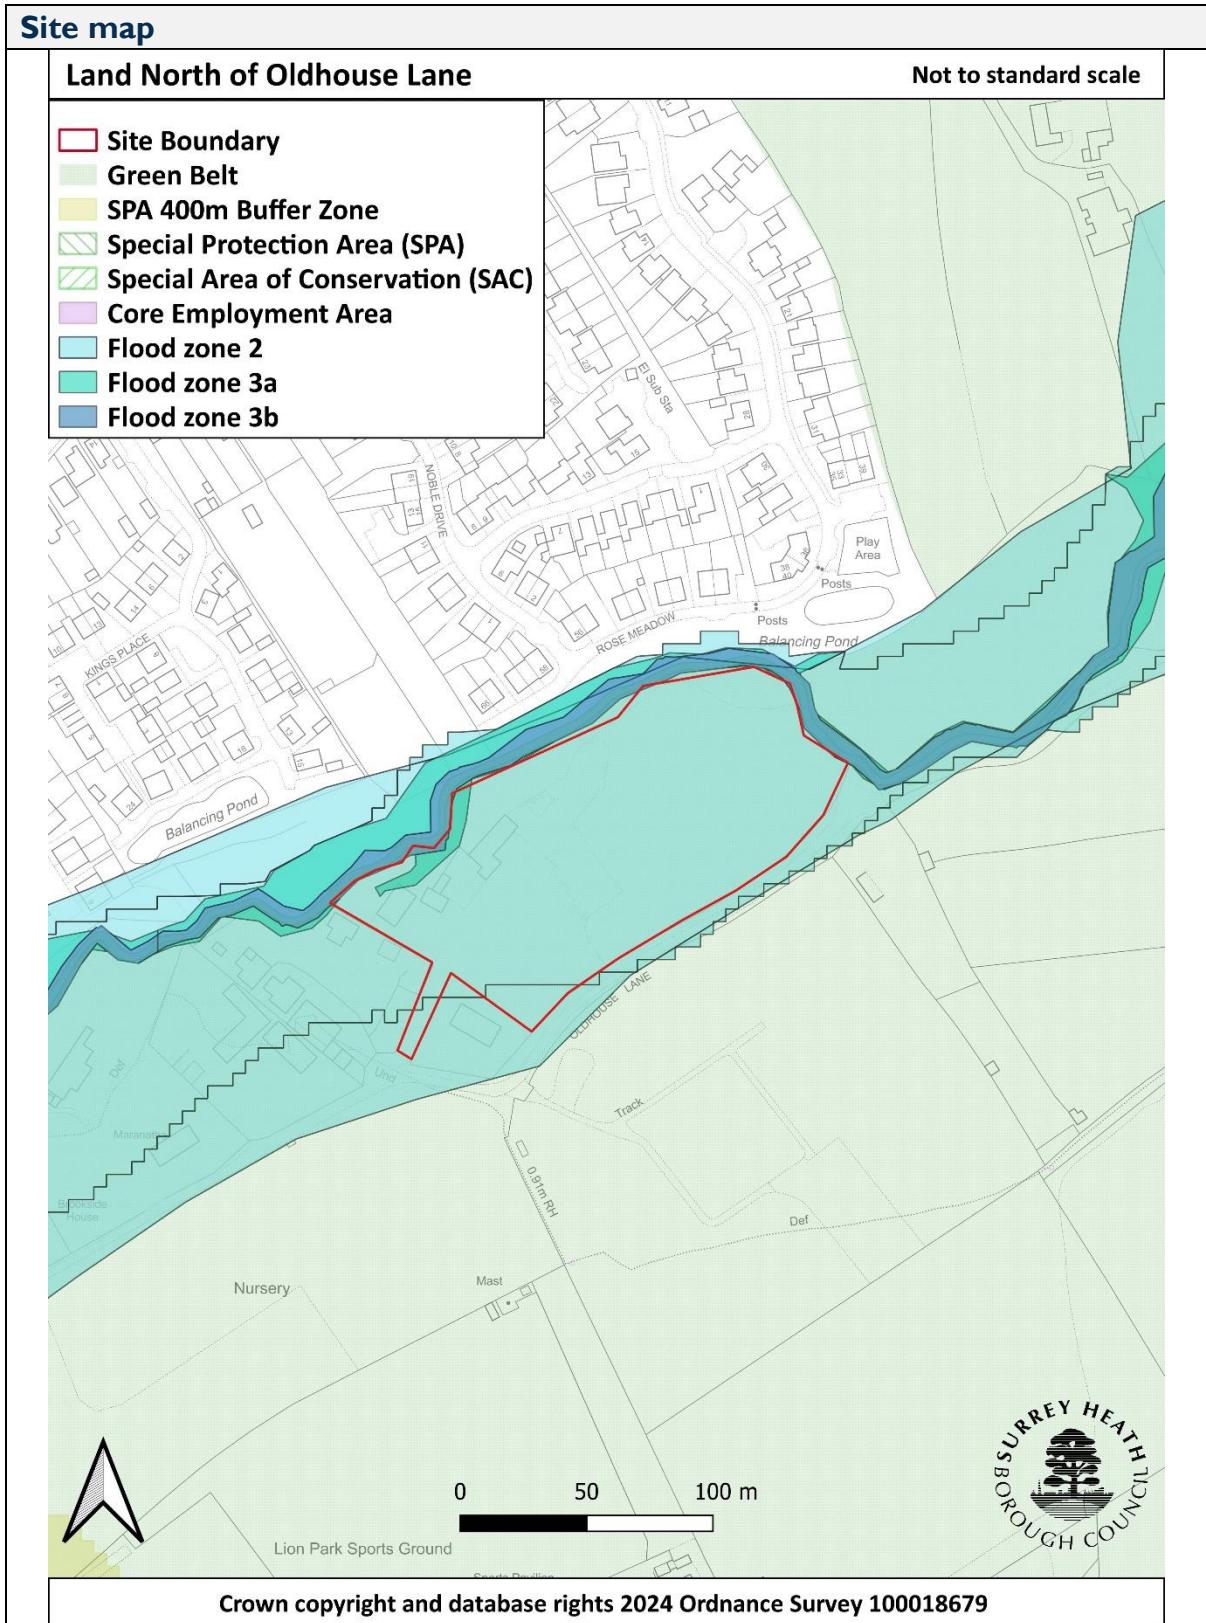 Site map
Land North of Oldhouse Lane
Not to standard scale
Site Boundary
Green Belt
SPA 400m Buffer Zone
Special Protection Area (SPA)
Special Area of Conservation (SAC)
Core Employment Area
Flood zone 2
Flood zone 3a
Flood zone 3b
El Sub Sta
NOBLE DRIVE
Play
Area
Posts
Posts
Balancing Pond
ROSE MEADOW
KINGS PLACE
Balancing Pond
OLDHOUSE LANE
Und
Def
Maranatha
Track
Brookside
House
0.91m RH
Def
Nursery
Mast
0 50 100 m
SURREY HEATH
BOROUGH COUNCIL
Lion Park Sports Ground
Crown copyright and database rights 2024 Ordnance Survey 100018679